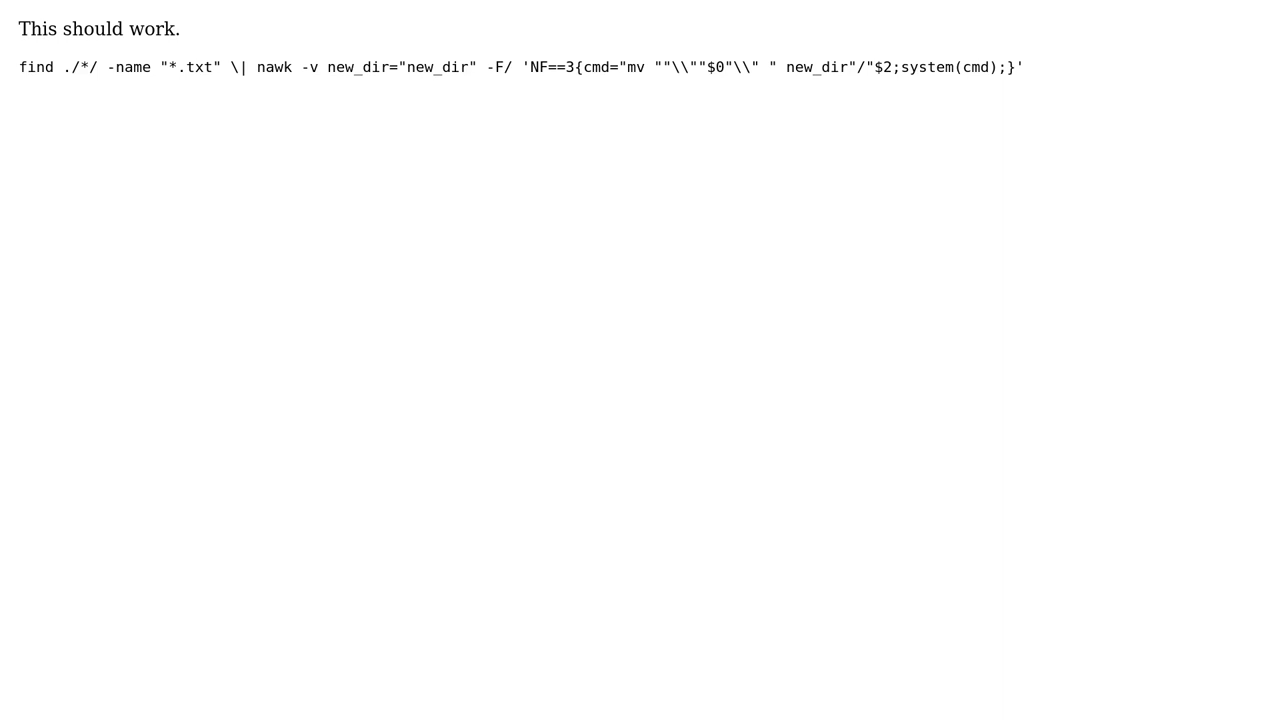 This should work.
find ./*/ -name "*.txt" \| nawk -v new_dir="new_dir" -F/ 'NF==3{cmd="mv ""\\""$0"\\" " new_dir"/"$2;system(cmd);}'